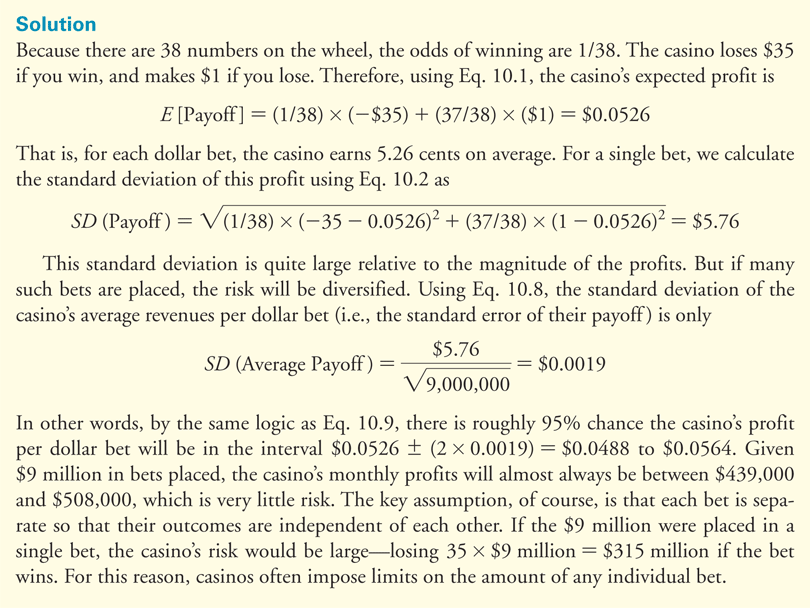 Solution
Because there are 38 numbers on the wheel, the odds of winning are 1/38. The casino loses $35
if you win, and makes $1 if you lose. Therefore, using Eq. 10.1, the casino's expected profit is
E [Payoff] = (1/38) × (−$35) + (37/38) × ($1) = $0.0526
That is, for each dollar bet, the casino earns 5.26 cents on average. For a single bet, we calculate
the standard deviation of this profit using Eq. 10.2 as
SD (Payoff) = √(1/38) × (−35 − 0.0526)² + (37/38) × (1 − 0.0526)² = $5.76
This standard deviation is quite large relative to the magnitude of the profits. But if many
such bets are placed, the risk will be diversified. Using Eq. 10.8, the standard deviation of the
casino's average revenues per dollar bet (i.e., the standard error of their payoff) is only
$5.76
SD (Average Payoff) = = $0.0019
√9,000,000
In other words, by the same logic as Eq. 10.9, there is roughly 95% chance the casino's profit
per dollar bet will be in the interval $0.0526 ± (2 × 0.0019) = $0.0488 to $0.0564. Given
$9 million in bets placed, the casino's monthly profits will almost always be between $439,000
and $508,000, which is very little risk. The key assumption, of course, is that each bet is sepa-
rate so that their outcomes are independent of each other. If the $9 million were placed in a
single bet, the casino's risk would be large—losing 35 × $9 million = $315 million if the bet
wins. For this reason, casinos often impose limits on the amount of any individual bet.